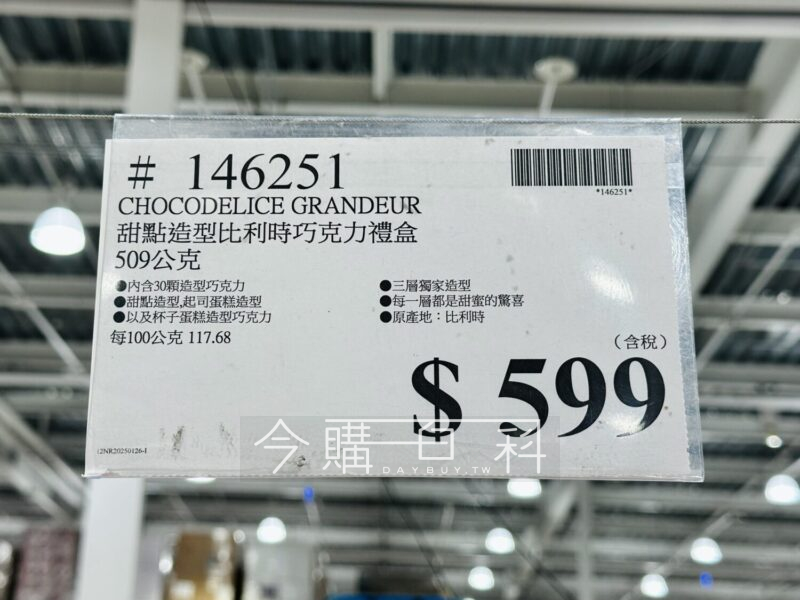 # 146251
*146251*
CHOCODELICE GRANDEUR
甜點造型比利時巧克力禮盒
509公克
●內含30顆造型巧克力
●甜點造型,起司蛋糕造型
●以及杯子蛋糕造型巧克力
每100公克 117.68
●三層獨家造型
●每一層都是甜蜜的驚喜
●原產地：比利時
（含稅）
$ 599
今購百科
DAYBUY.TW
12NR20250126-I